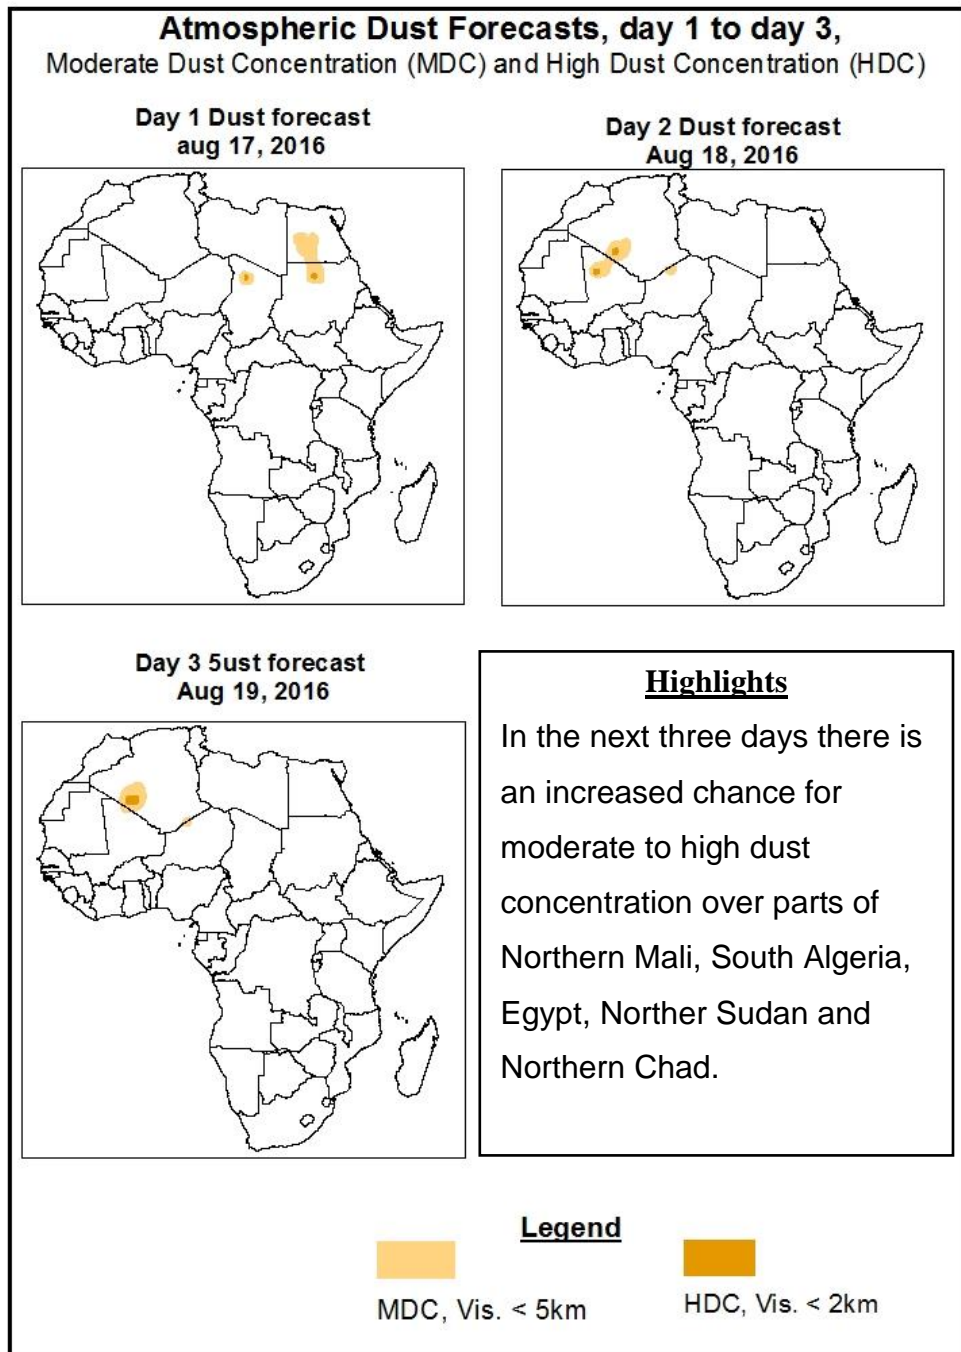 Atmospheric Dust Forecasts, day 1 to day 3,
Moderate Dust Concentration (MDC) and High Dust Concentration (HDC)
Day 1 Dust forecast
aug 17, 2016
Day 2 Dust forecast
Aug 18, 2016
Day 3 5ust forecast
Aug 19, 2016
Highlights
In the next three days there is
an increased chance for
moderate to high dust
concentration over parts of
Northern Mali, South Algeria,
Egypt, Norther Sudan and
Northern Chad.
Legend
MDC, Vis. < 5km
HDC, Vis. < 2km